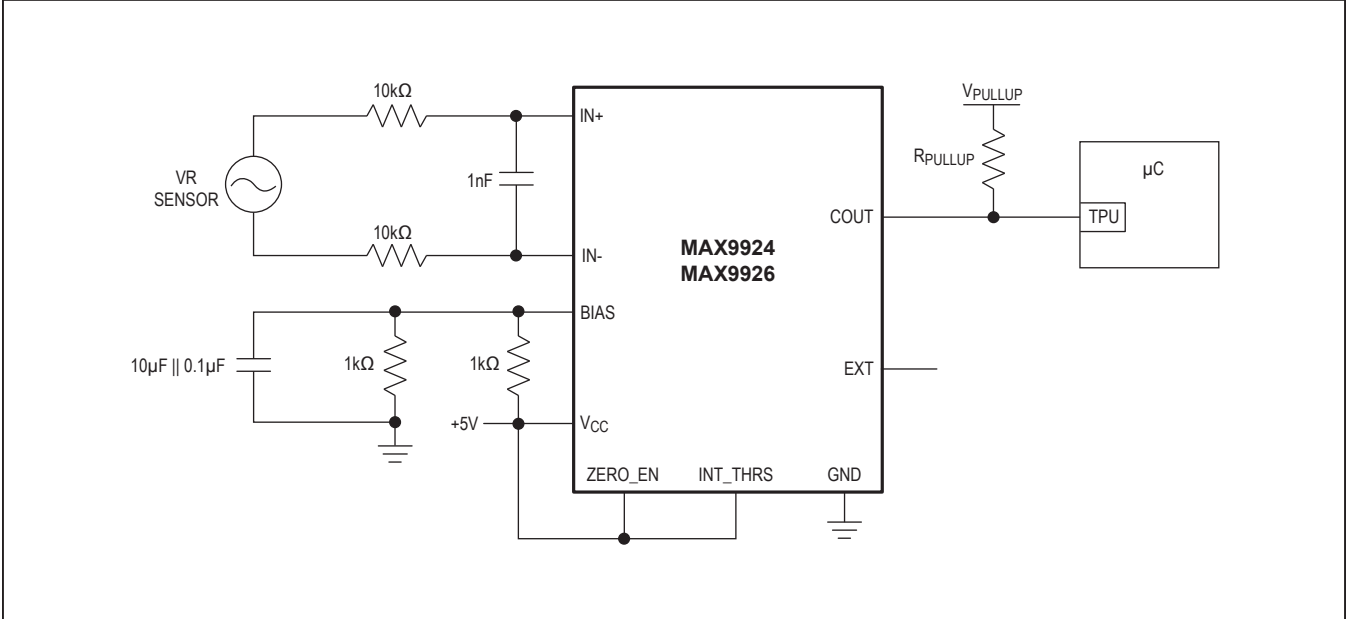 10kΩ
IN+
VPULLUP
RPULLUP
µC
VR
SENSOR
1nF
COUT
TPU
10kΩ
IN-
MAX9924
MAX9926
BIAS
10µF || 0.1µF
1kΩ
1kΩ
EXT
+5V
VCC
ZERO_EN
INT_THRS
GND